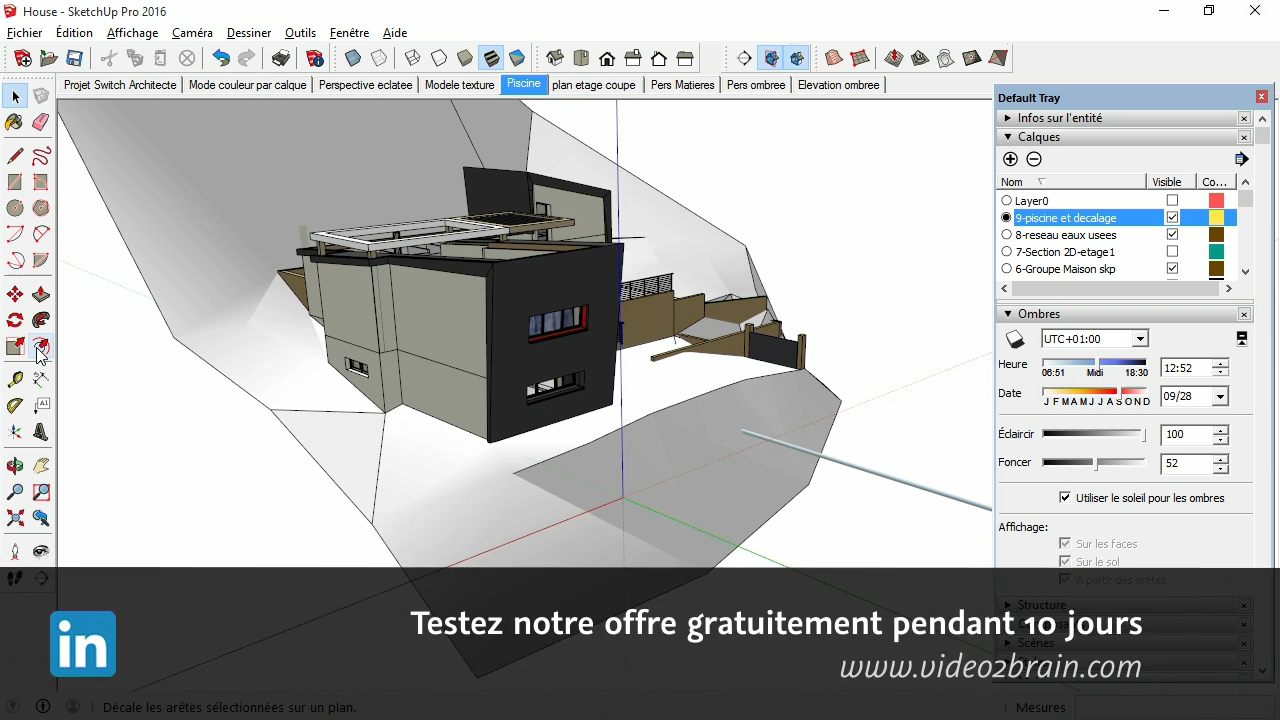 House - SketchUp Pro 2016
Fichier Édition Affichage Caméra Dessiner Outils Fenêtre Aide
Projet Switch Architecte Mode couleur par calque Perspective eclatee Modele texture Piscine plan etage coupe Pers Matieres Pers ombree Elevation ombree
Default Tray
Infos sur l'entité
Calques
Nom Visible Co...
Layer0
9-piscine et decalage
8-reseau eaux usees
7-Section 2D-etage1
6-Groupe Maison skp
Ombres
UTC+01:00
Heure 06:51 Midi 18:30 12:52
Date J F M A M J J A S O N D 09/28
Éclaircir 100
Foncer 52
Utiliser le soleil pour les ombres
Affichage:
Sur les faces
Sur le sol
A partir des arêtes
Structure
Scènes
in
Testez notre offre gratuitement pendant 10 jours
www.video2brain.com
Décale les arêtes sélectionnées sur un plan.
Mesures